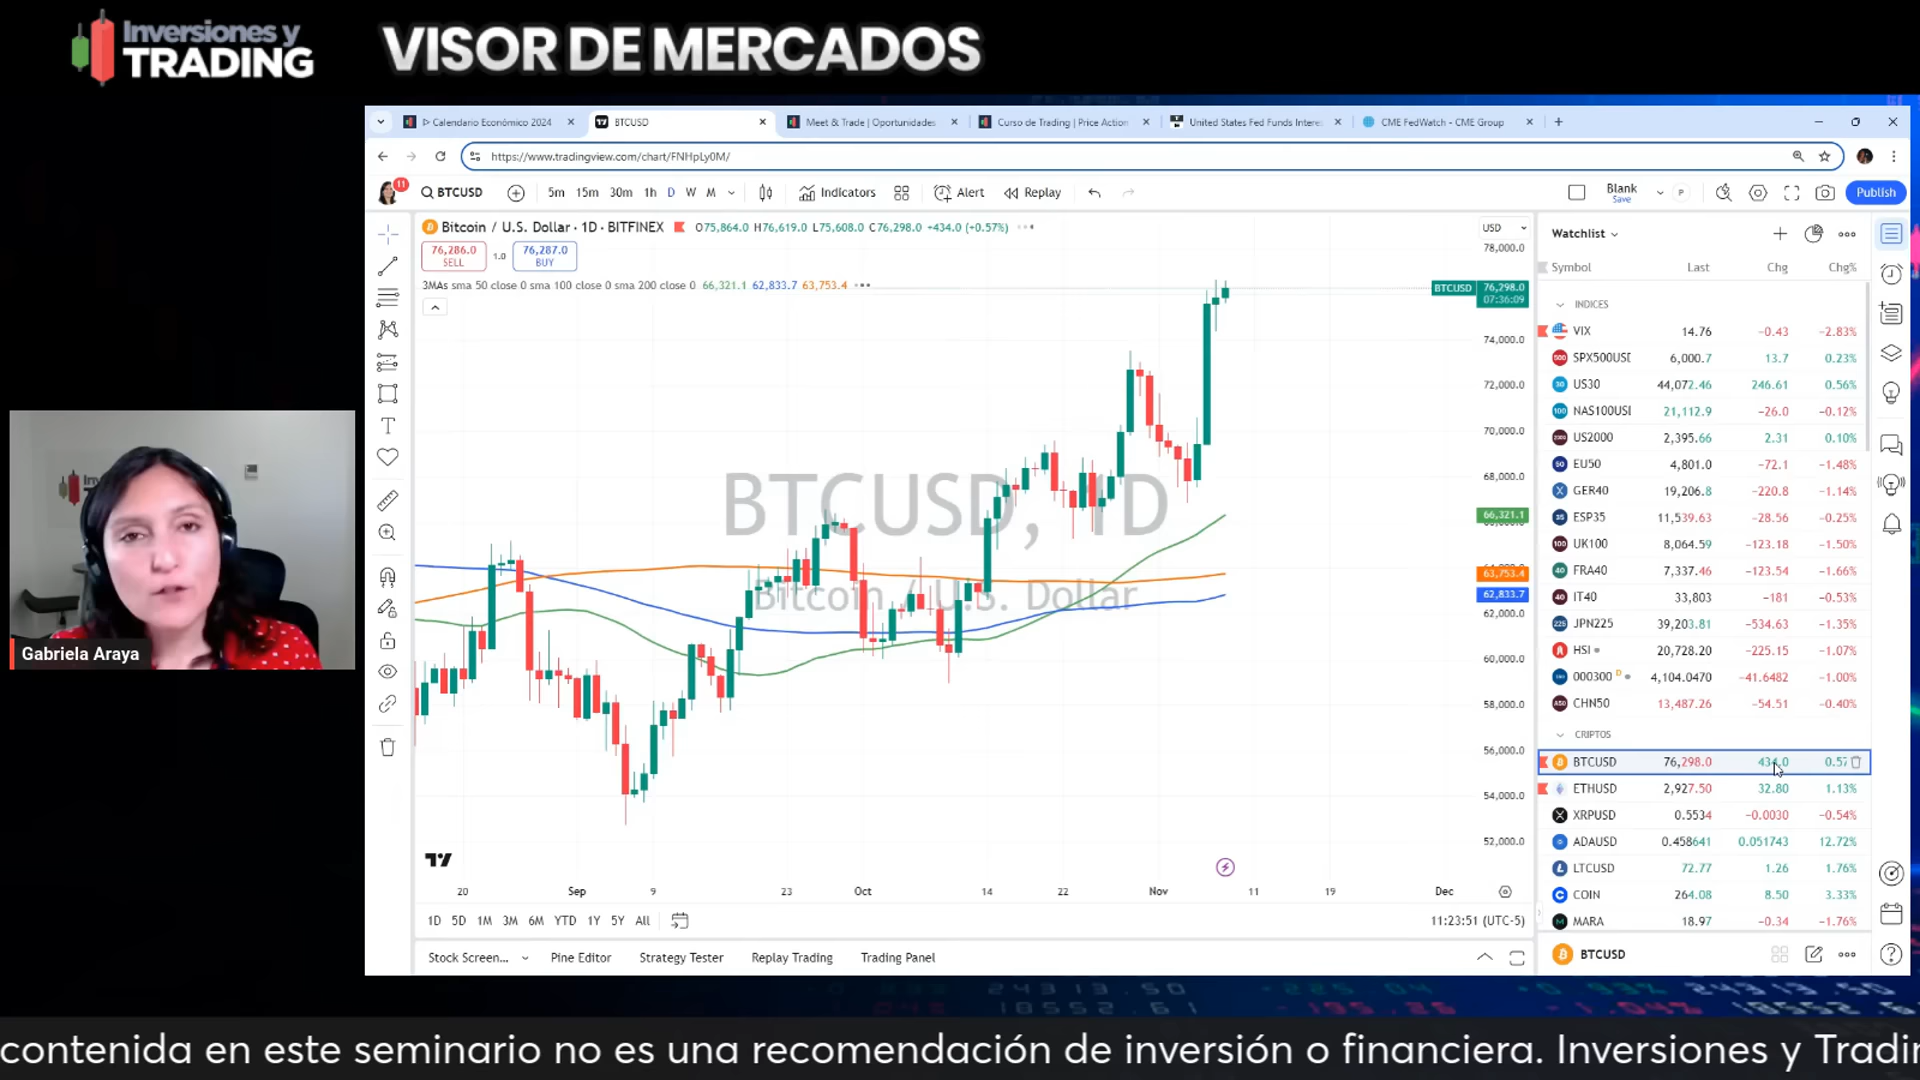 Inversiones y
TRADING
VISOR DE MERCADOS
Calendario Económico 2024
BTCUSD
Meet & Trade | Oportunidades
Curso de Trading | Price Action
United States Fed Funds Intere
CME FedWatch - CME Group
https://www.tradingview.com/chart/FNHpLy0M/
11
BTCUSD
5m 15m 30m 1h D W M
Indicators
Alert
Replay
Blank
Save
P
Publish
Bitcoin / U.S. Dollar · 1D · BITFINEX
O75,864.0 H76,619.0 L75,608.0 C76,298.0 +434.0 (+0.57%)
76,286.0
SELL
1.0
76,287.0
BUY
3MAs sma 50 close 0 sma 100 close 0 sma 200 close 0 66,321.1 62,833.7 63,753.4
USD
78,000.0
BTCUSD 76,298.0
07:36:09
74,000.0
72,000.0
70,000.0
68,000.0
66,321.1
63,753.4
62,833.7
62,000.0
60,000.0
58,000.0
56,000.0
54,000.0
52,000.0
BTCUSD, 1D
Bitcoin / U.S. Dollar
20 Sep 9 23 Oct 14 22 Nov 11 19 Dec
1D 5D 1M 3M 6M YTD 1Y 5Y All
11:23:51 (UTC-5)
Stock Screen...
Pine Editor
Strategy Tester
Replay Trading
Trading Panel
Watchlist
Symbol Last Chg Chg%
INDICES
VIX 14.76 −0.43 −2.83%
SPX500USD 6,000.7 13.7 0.23%
US30 44,072.46 246.61 0.56%
NAS100USD 21,112.9 −26.0 −0.12%
US2000 2,395.66 2.31 0.10%
EU50 4,801.0 −72.1 −1.48%
GER40 19,206.8 −220.8 −1.14%
ESP35 11,539.63 −28.56 −0.25%
UK100 8,064.59 −123.18 −1.50%
FRA40 7,337.46 −123.54 −1.66%
IT40 33,803 −181 −0.53%
JPN225 39,203.81 −534.63 −1.35%
HSI 20,728.20 −225.15 −1.07%
000300 D 4,104.0470 −41.6482 −1.00%
CHN50 13,487.26 −54.51 −0.40%
CRIPTOS
BTCUSD 76,298.0 434.0 0.57
ETHUSD 2,927.50 32.80 1.13%
XRPUSD 0.5534 −0.0030 −0.54%
ADAUSD 0.458641 0.051743 12.72%
LTCUSD 72.77 1.26 1.76%
COIN 264.08 8.50 3.33%
MARA 18.97 −0.34 −1.76%
BTCUSD
Gabriela Araya
contenida en este seminario no es una recomendación de inversión o financiera. Inversiones y Tradin